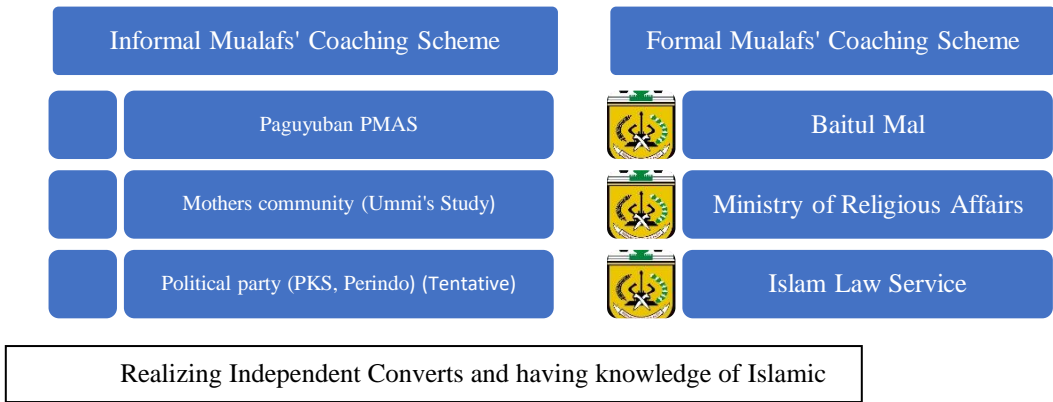 Informal Mualafs' Coaching Scheme
Paguyuban PMAS
Mothers community (Ummi's Study)
Political party (PKS, Perindo) (Tentative)
Formal Mualafs' Coaching Scheme
Baitul Mal
Ministry of Religious Affairs
Islam Law Service
Realizing Independent Converts and having knowledge of Islamic